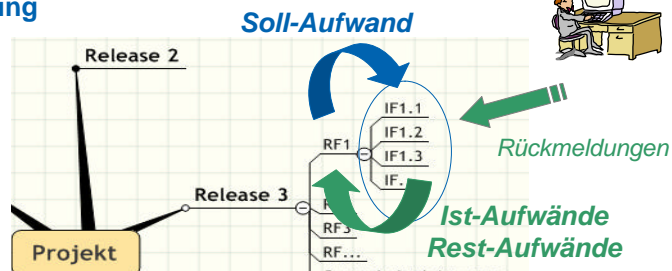 ung
Soll-Aufwand
Release 2
IF1.1
IF1.2
RF1
IF1.3
IF.
Rückmeldungen
Release 3
Ist-Aufwände
RF3
Rest-Aufwände
RF...
Projekt